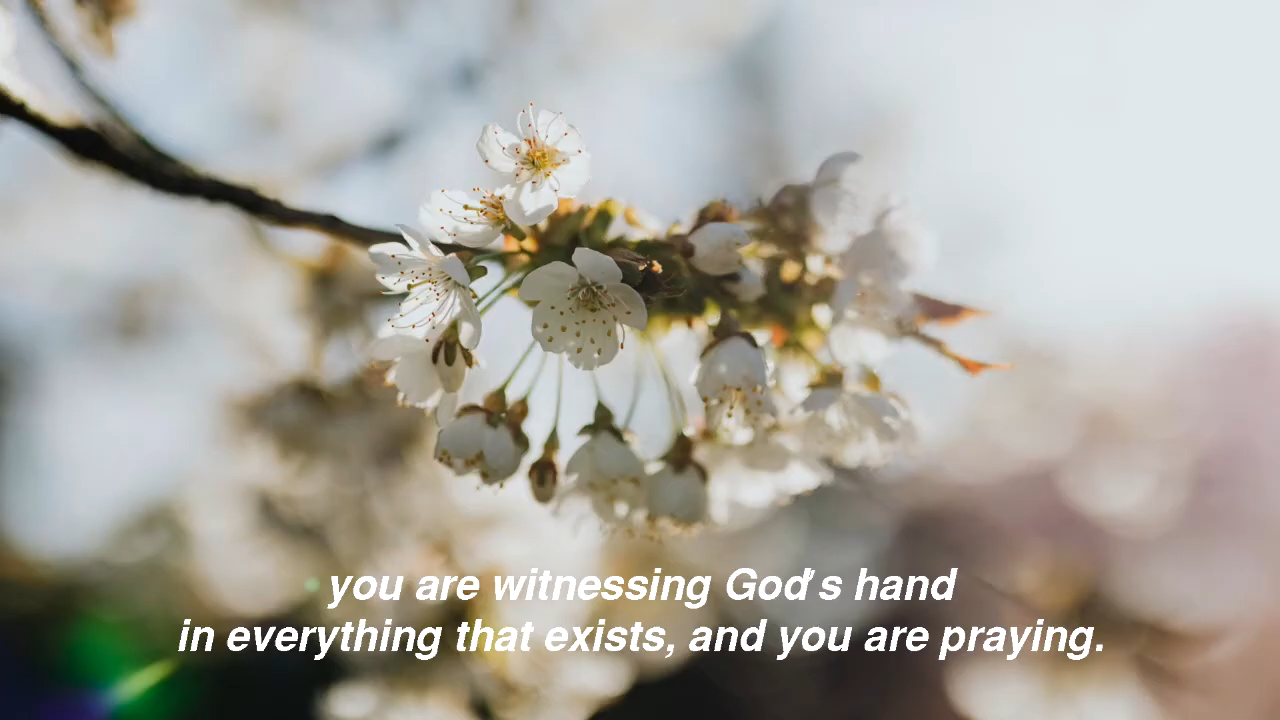 you are witnessing God's hand
in everything that exists, and you are praying.